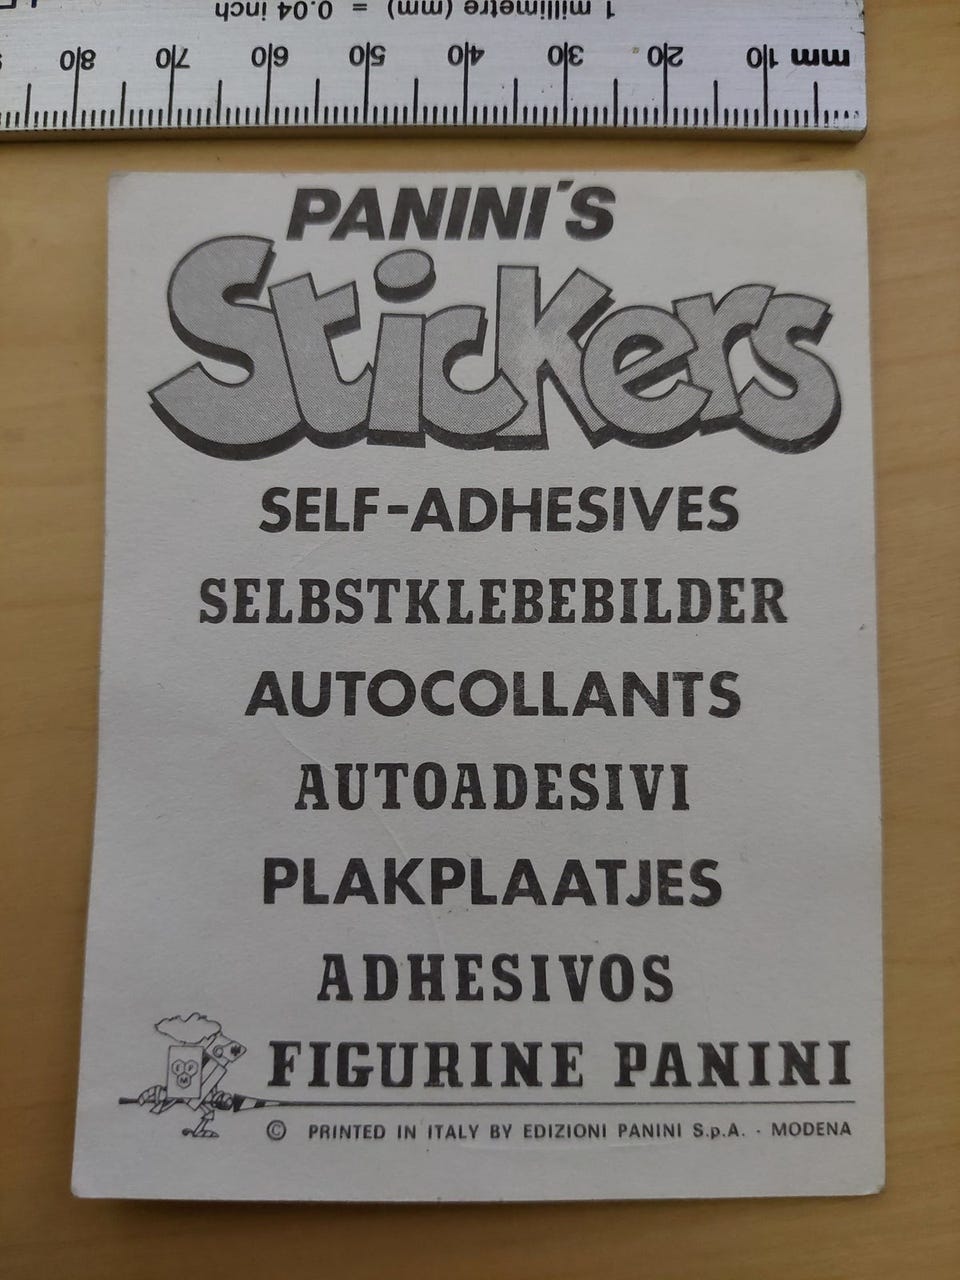 1 millimetre (mm) = 0.04 inch
mm 10 20 30 40 50 60 70 80
PANINI'S
Stickers
SELF-ADHESIVES
SELBSTKLEBEBILDER
AUTOCOLLANTS
AUTOADESIVI
PLAKPLAATJES
ADHESIVOS
FIGURINE PANINI
© PRINTED IN ITALY BY EDIZIONI PANINI S.p.A. · MODENA